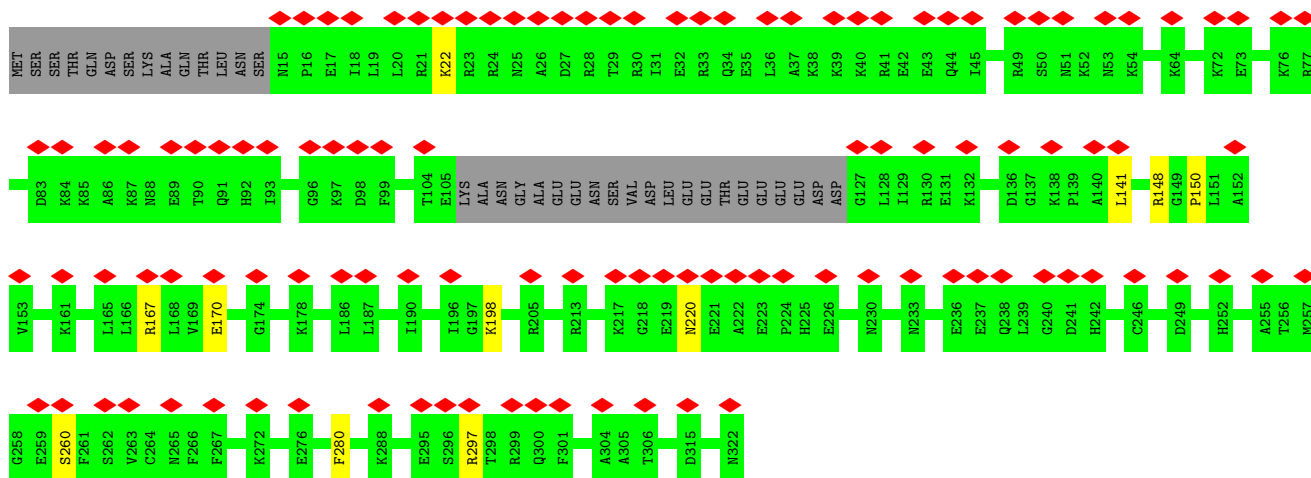 MET SER SER THR GLN ASP SER LYS ALA GLN THR LEU ASN SER N15 P16 E17 I18 L19 L20 R21 K22 R23 R24 N25 A26 D27 R28 T29 R30 I31 E32 R33 Q34 E35 L36 A37 K38 K39 K40 R41 E42 E43 Q44 I45 R49 S50 N51 K52 N53 K54 K64 K72 E73 K76 R77
D83 K84 K85 A86 K87 N88 E89 T90 Q91 H92 I93 G96 K97 D98 F99 T104 E105 LYS ALA ASN GLY ALA GLU GLU ASN SER VAL ASP LEU GLU GLU THR GLU GLU GLU GLU ASP ASP G127 L128 I129 R130 E131 K132 D136 G137 K138 P139 A140 L141 R148 G149 P150 L151 A152
V153 K161 L165 L166 R167 L168 V169 E170 G174 K178 L186 L187 I190 I196 G197 K198 R205 R213 K217 G218 E219 N220 E221 A222 E223 P224 H225 E226 N230 N233 E236 E237 Q238 L239 G240 D241 H242 C246 D249 H252 A255 T256 M257
G258 E259 S260 F261 S262 V263 C264 N265 F266 F267 K272 E276 F280 K288 E295 S296 R297 T298 R299 Q300 F301 A304 A305 T306 D315 N322